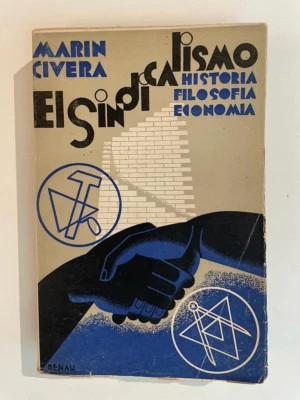 MARIN
CIVERA
El Sindicalismo
HISTORIA
FILOSOFIA
ECONOMIA
RENAU